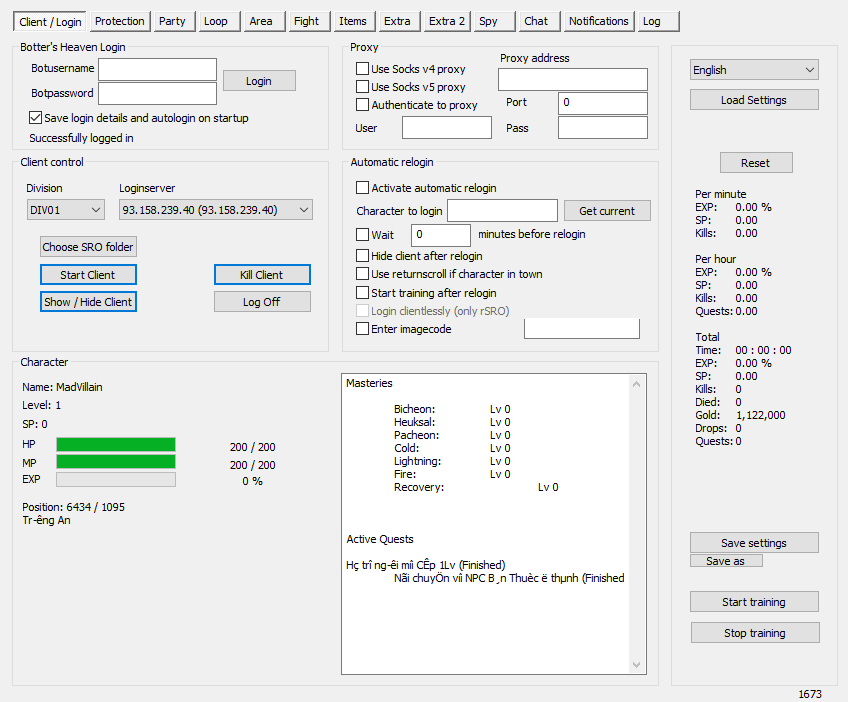 Client / Login Protection Party Loop Area Fight Items Extra Extra 2 Spy Chat Notifications Log
Botter's Heaven Login
Botusername
Botpassword
Login
Save login details and autologin on startup
Successfully logged in
Proxy
Use Socks v4 proxy
Use Socks v5 proxy
Authenticate to proxy
Proxy address
Port 0
User
Pass
Client control
Division
Loginserver
DIV01
93.158.239.40 (93.158.239.40)
Choose SRO folder
Start Client
Kill Client
Show / Hide Client
Log Off
Automatic relogin
Activate automatic relogin
Character to login
Get current
Wait 0 minutes before relogin
Hide client after relogin
Use returnscroll if character in town
Start training after relogin
Login clientlessly (only rSRO)
Enter imagecode
Character
Name: MadVillain
Level: 1
SP: 0
HP 200 / 200
MP 200 / 200
EXP 0 %
Position: 6434 / 1095
Tr-êng An
Masteries
Bicheon: Lv 0
Heuksal: Lv 0
Pacheon: Lv 0
Cold: Lv 0
Lightning: Lv 0
Fire: Lv 0
Recovery: Lv 0
Active Quests
Hç trî ng-êi míi CÊp 1Lv (Finished)
Nãi chuyÖn víi NPC B¸n Thuèc ë thµnh (Finished
English
Load Settings
Reset
Per minute
EXP: 0.00 %
SP: 0.00
Kills: 0.00
Per hour
EXP: 0.00 %
SP: 0.00
Kills: 0.00
Quests: 0.00
Total
Time: 00 : 00 : 00
EXP: 0.00 %
SP: 0.00
Kills: 0
Died: 0
Gold: 1,122,000
Drops: 0
Quests: 0
Save settings
Save as
Start training
Stop training
1673